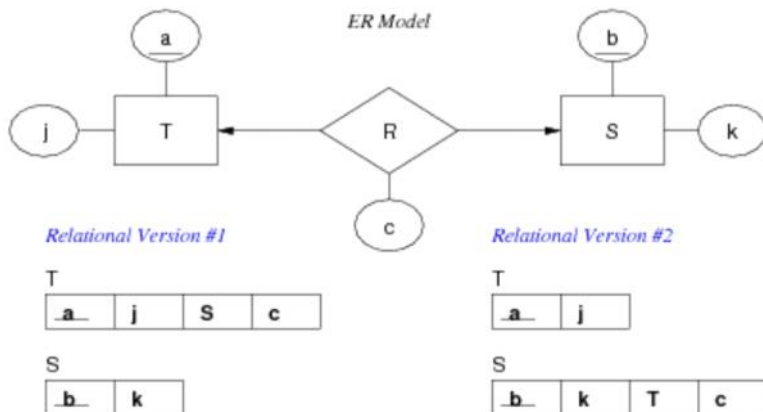 ER Model
a
b
j
T
R
S
k
c
Relational Version #1
Relational Version #2
T
a j S c
S
b k
T
a j
S
b k T c